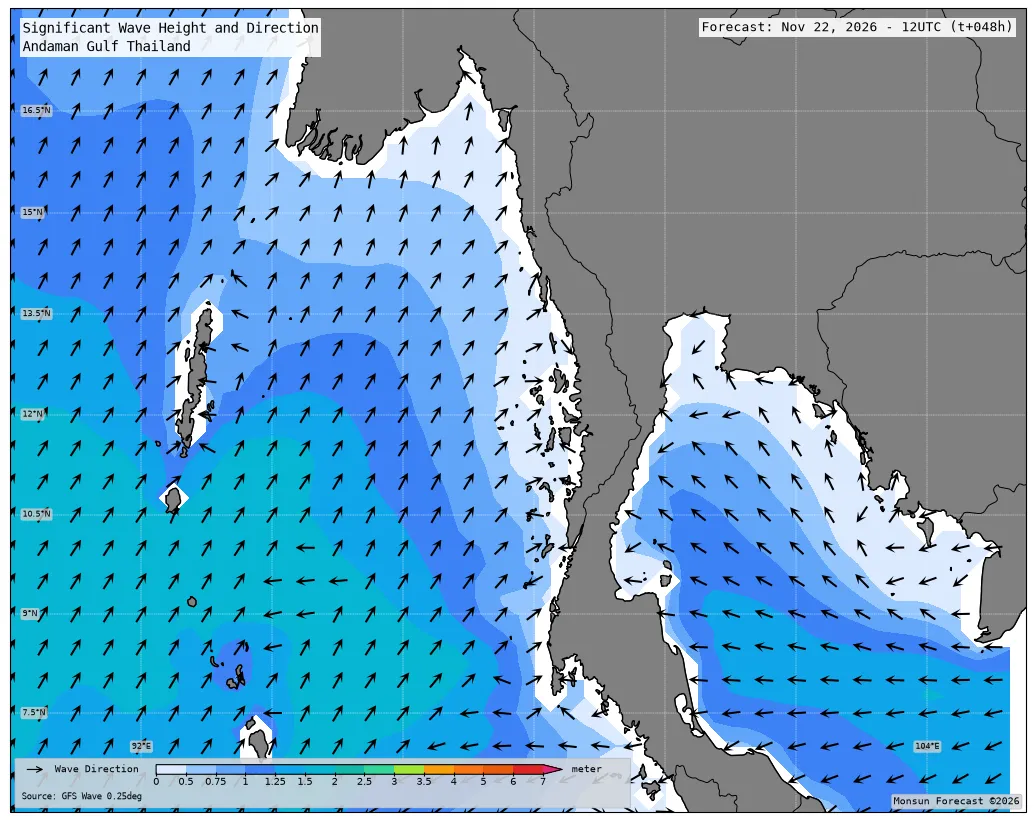 Significant Wave Height and Direction
Andaman Gulf Thailand
Forecast: Nov 22, 2026 - 12UTC (t+048h)
16.5°N
15°N
13.5°N
12°N
10.5°N
9°N
7.5°N
92°E
104°E
Wave Direction
0 0.5 0.75 1 1.25 1.5 2 2.5 3 3.5 4 5 6 7
meter
Source: GFS Wave 0.25deg
Monsun Forecast ©2026